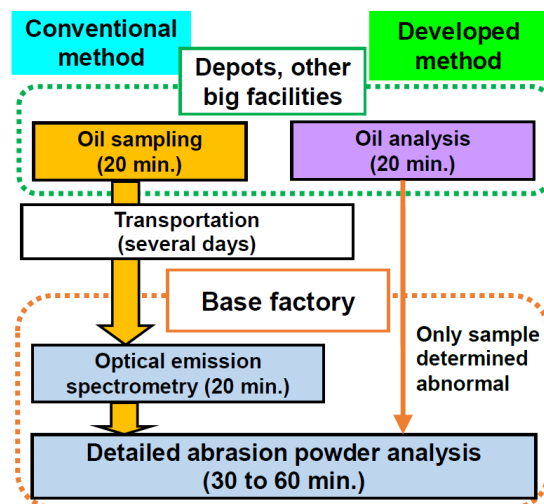 Conventional
method
Developed
method
Depots, other
big facilities
Oil sampling
(20 min.)
Oil analysis
(20 min.)
Transportation
(several days)
Base factory
Only sample
determined
abnormal
Optical emission
spectrometry (20 min.)
Detailed abrasion powder analysis
(30 to 60 min.)